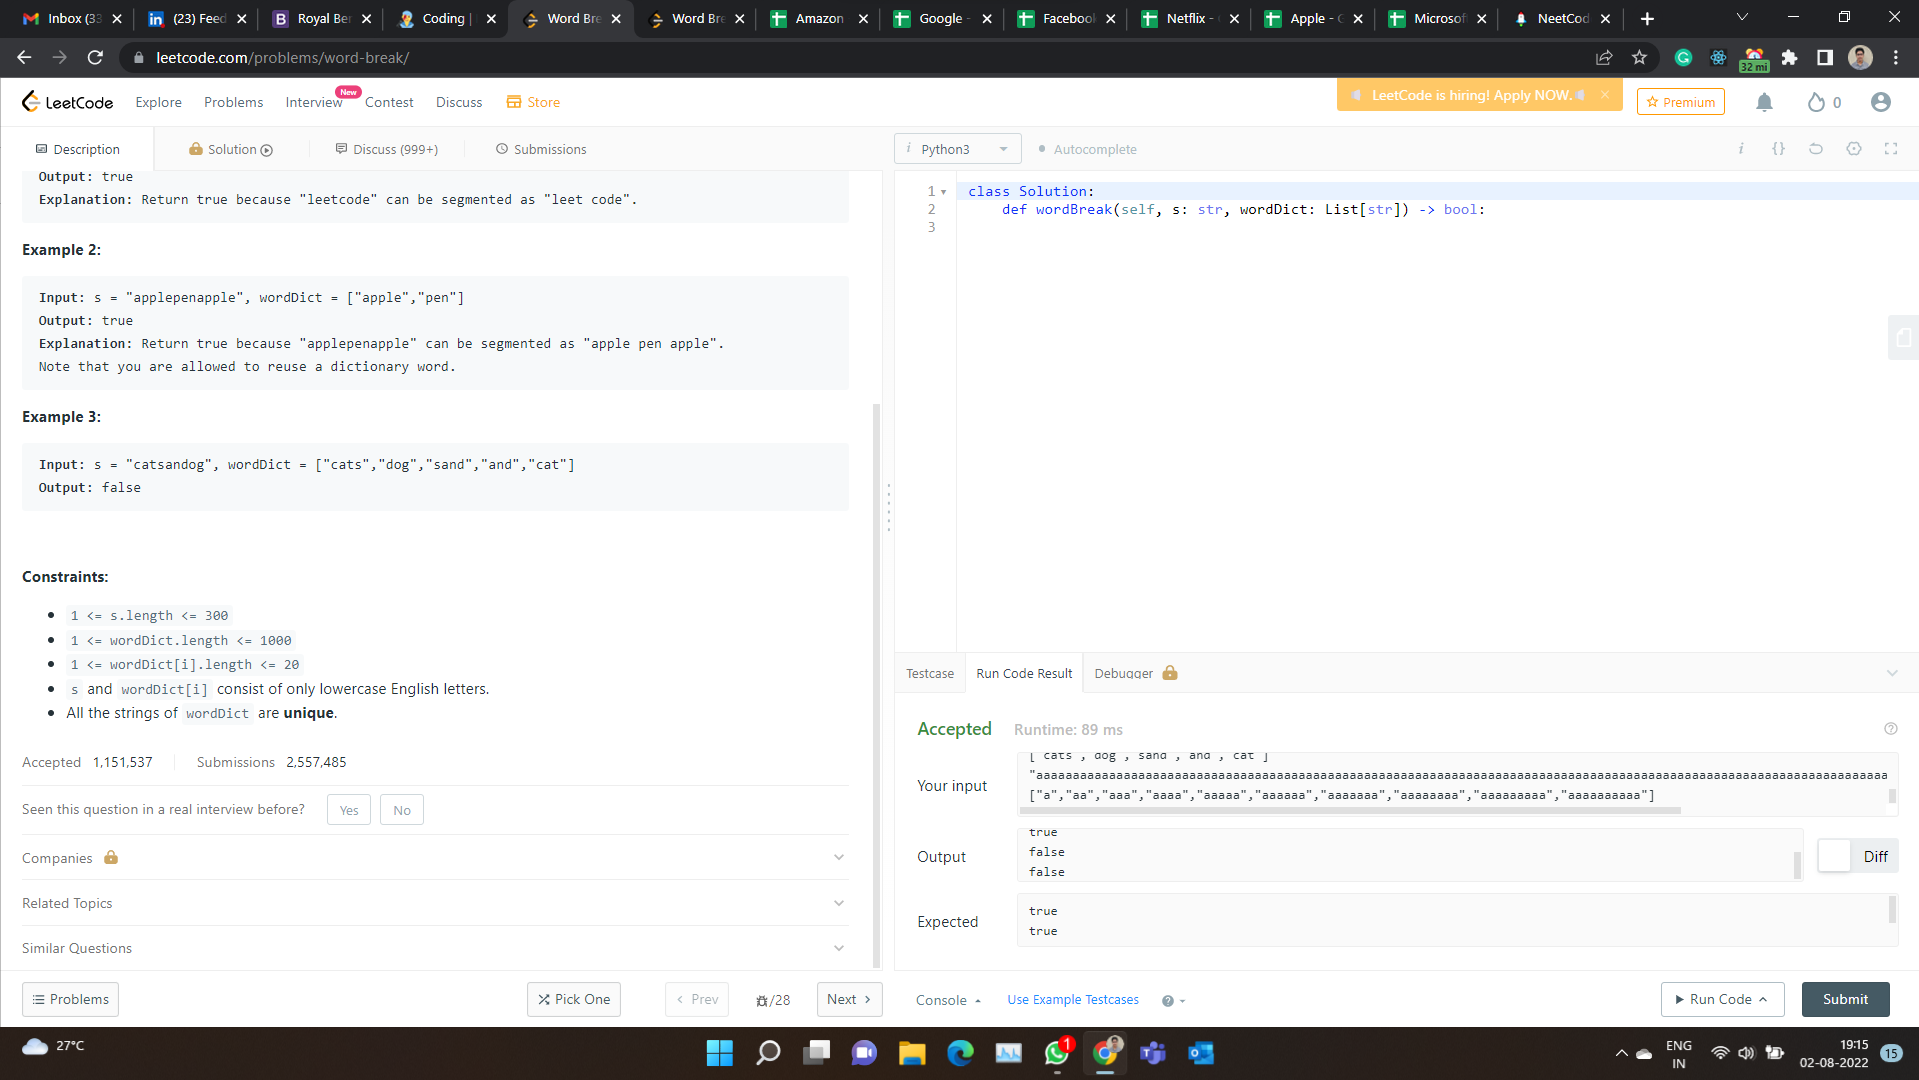 Inbox (33
(23) Feed
Royal Ber
Coding |
Word Bre
Word Bre
Amazon
Google -
Facebook
Netflix -
Apple - C
Microsof
NeetCod
leetcode.com/problems/word-break/
32 mi
LeetCode
Explore
Problems
Interview
New
Contest
Discuss
Store
LeetCode is hiring! Apply NOW.
Premium
0
Description
Solution
Discuss (999+)
Submissions
Output: true
Explanation: Return true because "leetcode" can be segmented as "leet code".
Example 2:
Input: s = "applepenapple", wordDict = ["apple","pen"]
Output: true
Explanation: Return true because "applepenapple" can be segmented as "apple pen apple".
Note that you are allowed to reuse a dictionary word.
Example 3:
Input: s = "catsandog", wordDict = ["cats","dog","sand","and","cat"]
Output: false
Constraints:
1 <= s.length <= 300
1 <= wordDict.length <= 1000
1 <= wordDict[i].length <= 20
s and wordDict[i] consist of only lowercase English letters.
All the strings of wordDict are unique.
Accepted 1,151,537
Submissions 2,557,485
Seen this question in a real interview before?
Yes
No
Companies
Related Topics
Similar Questions
Problems
Pick One
Prev
/28
Next
i Python3
Autocomplete
i
{}
1 class Solution:
2 def wordBreak(self, s: str, wordDict: List[str]) -> bool:
3
Testcase
Run Code Result
Debugger
Accepted
Runtime: 89 ms
Your input
["cats","dog","sand","and","cat"]
["a","aa","aaa","aaaa","aaaaa","aaaaaa","aaaaaaa","aaaaaaaa","aaaaaaaaa","aaaaaaaaaa"]
Output
true
false
false
Diff
Expected
true
true
Console
Use Example Testcases
Run Code
Submit
27°C
1
ENG
IN
19:15
02-08-2022
15